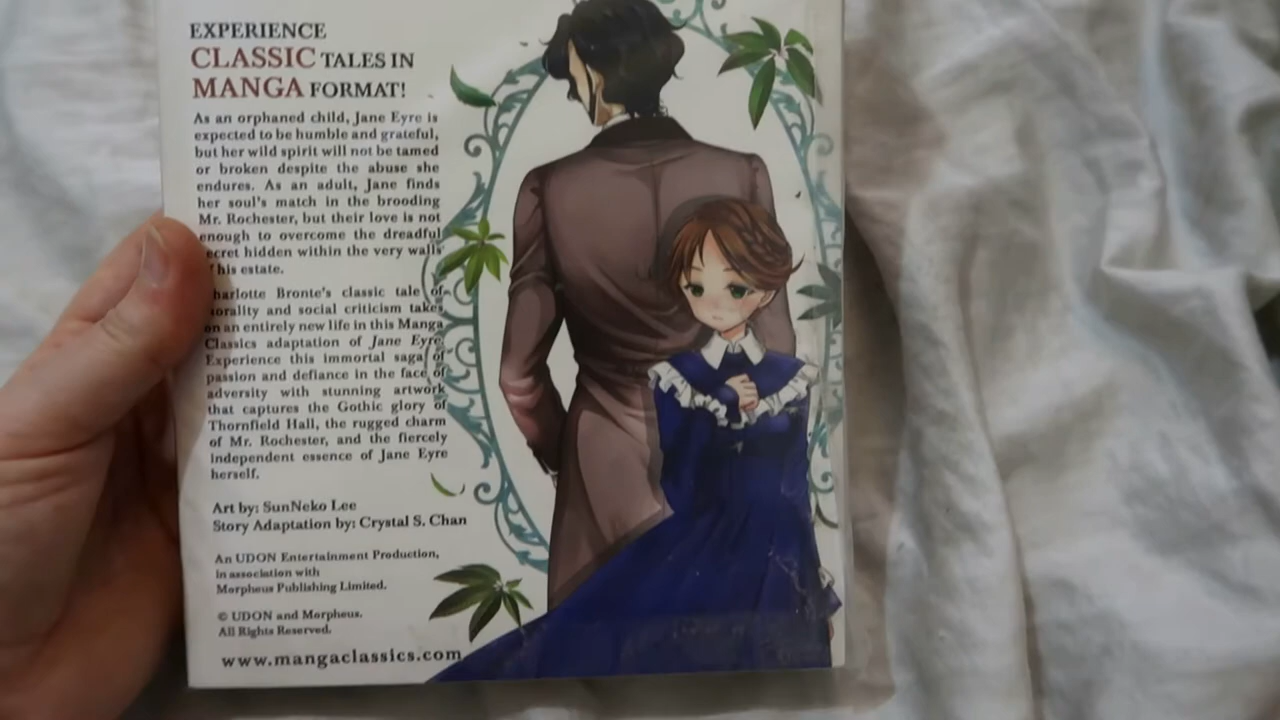 EXPERIENCE
CLASSIC TALES IN
MANGA FORMAT!
As an orphaned child, Jane Eyre is
expected to be humble and grateful,
but her wild spirit will not be tamed
or broken despite the abuse she
endures. As an adult, Jane finds
her soul's match in the brooding
Mr. Rochester, but their love is not
enough to overcome the dreadful
ecret hidden within the very walls
his estate.
harlotte Bronte's classic tale of
orality and social criticism takes
on an entirely new life in this Manga
Classics adaptation of Jane Eyre.
Experience this immortal saga of
passion and defiance in the face of
adversity with stunning artwork
that captures the Gothic glory of
Thornfield Hall, the rugged charm
of Mr. Rochester, and the fiercely
independent essence of Jane Eyre
herself.
Art by: SunNeko Lee
Story Adaptation by: Crystal S. Chan
An UDON Entertainment Production,
in association with
Morpheus Publishing Limited.
© UDON and Morpheus.
All Rights Reserved.
www.mangaclassics.com